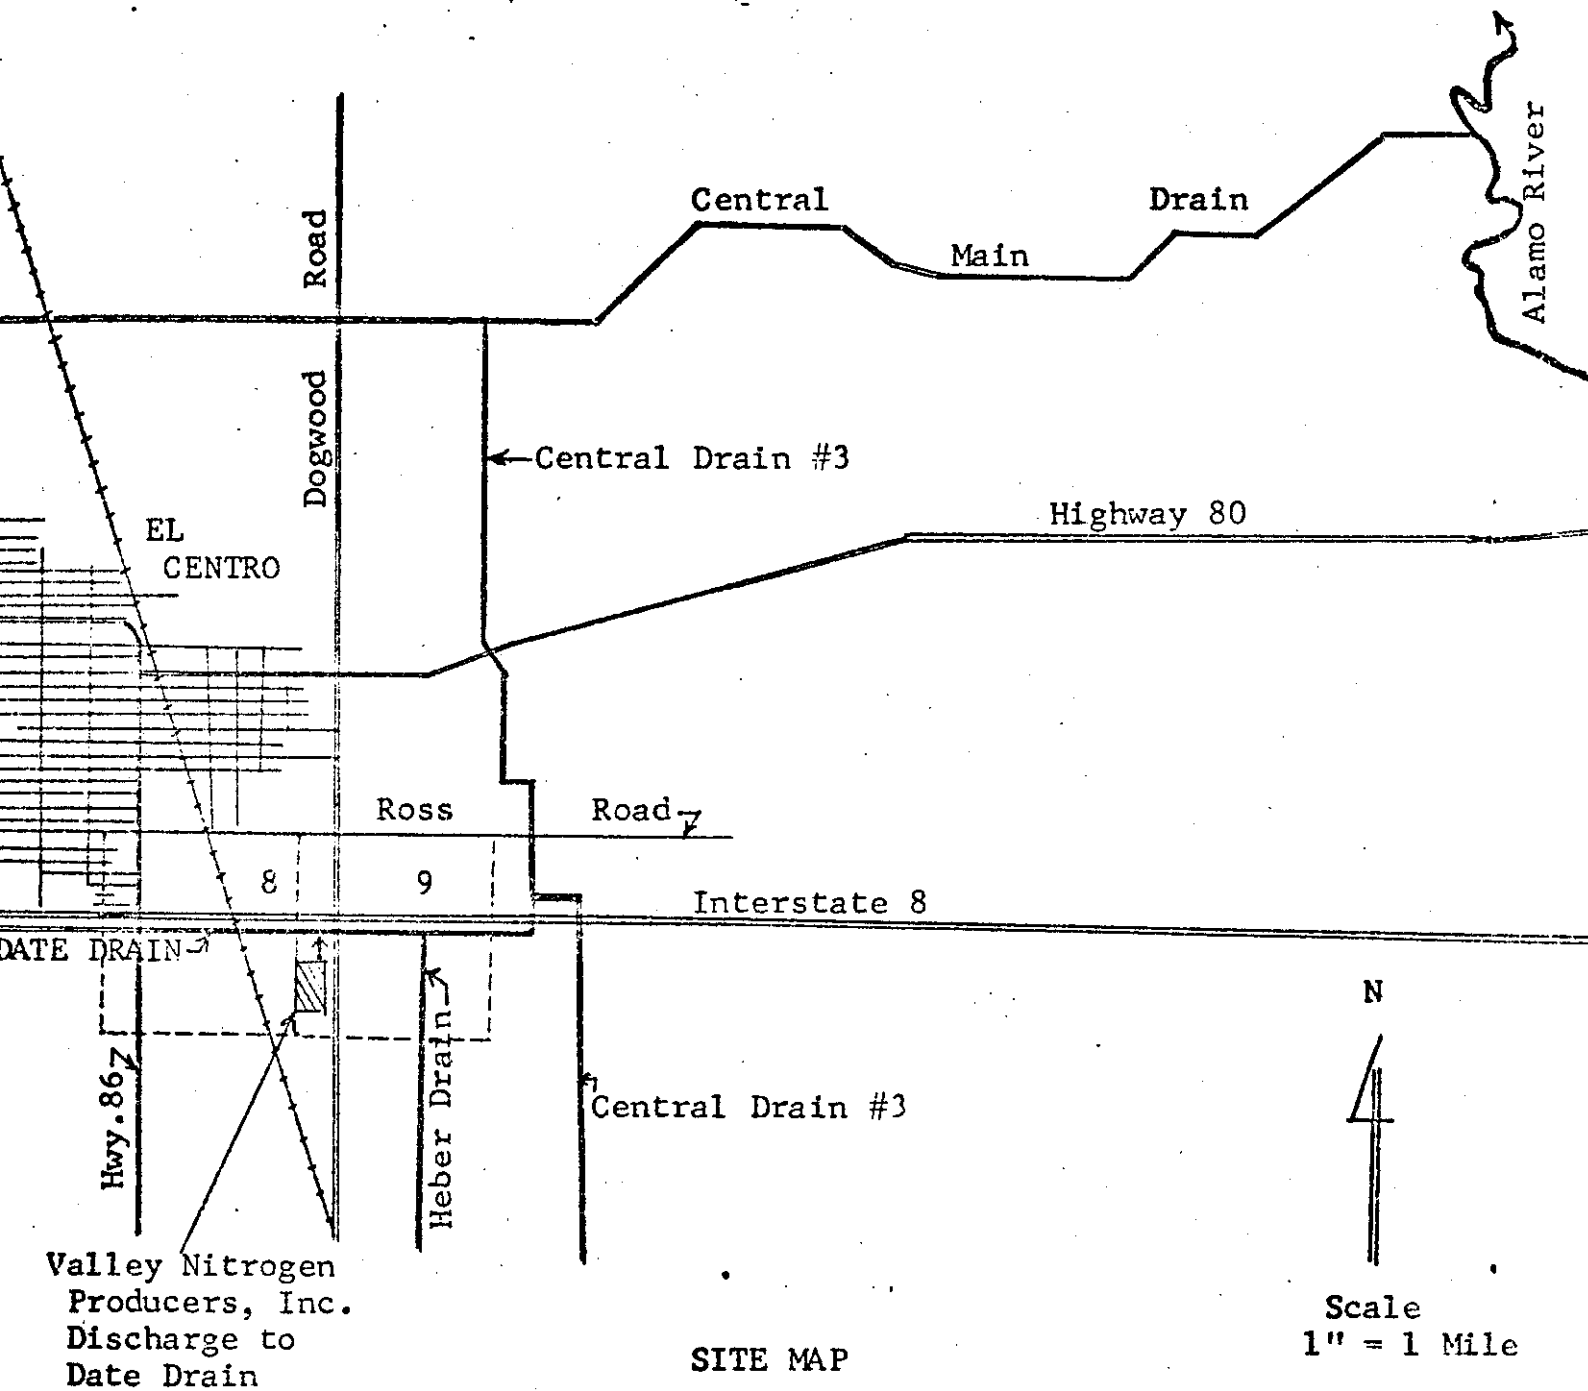 Central
Drain
Main
Alamo River
Dogwood Road
Central Drain #3
Highway 80
EL
CENTRO
Ross Road
8
9
Interstate 8
DATE DRAIN
N
Hwy.86
Heber Drain
Central Drain #3
Valley Nitrogen
Producers, Inc.
Discharge to
Date Drain
Scale
1" = 1 Mile
SITE MAP